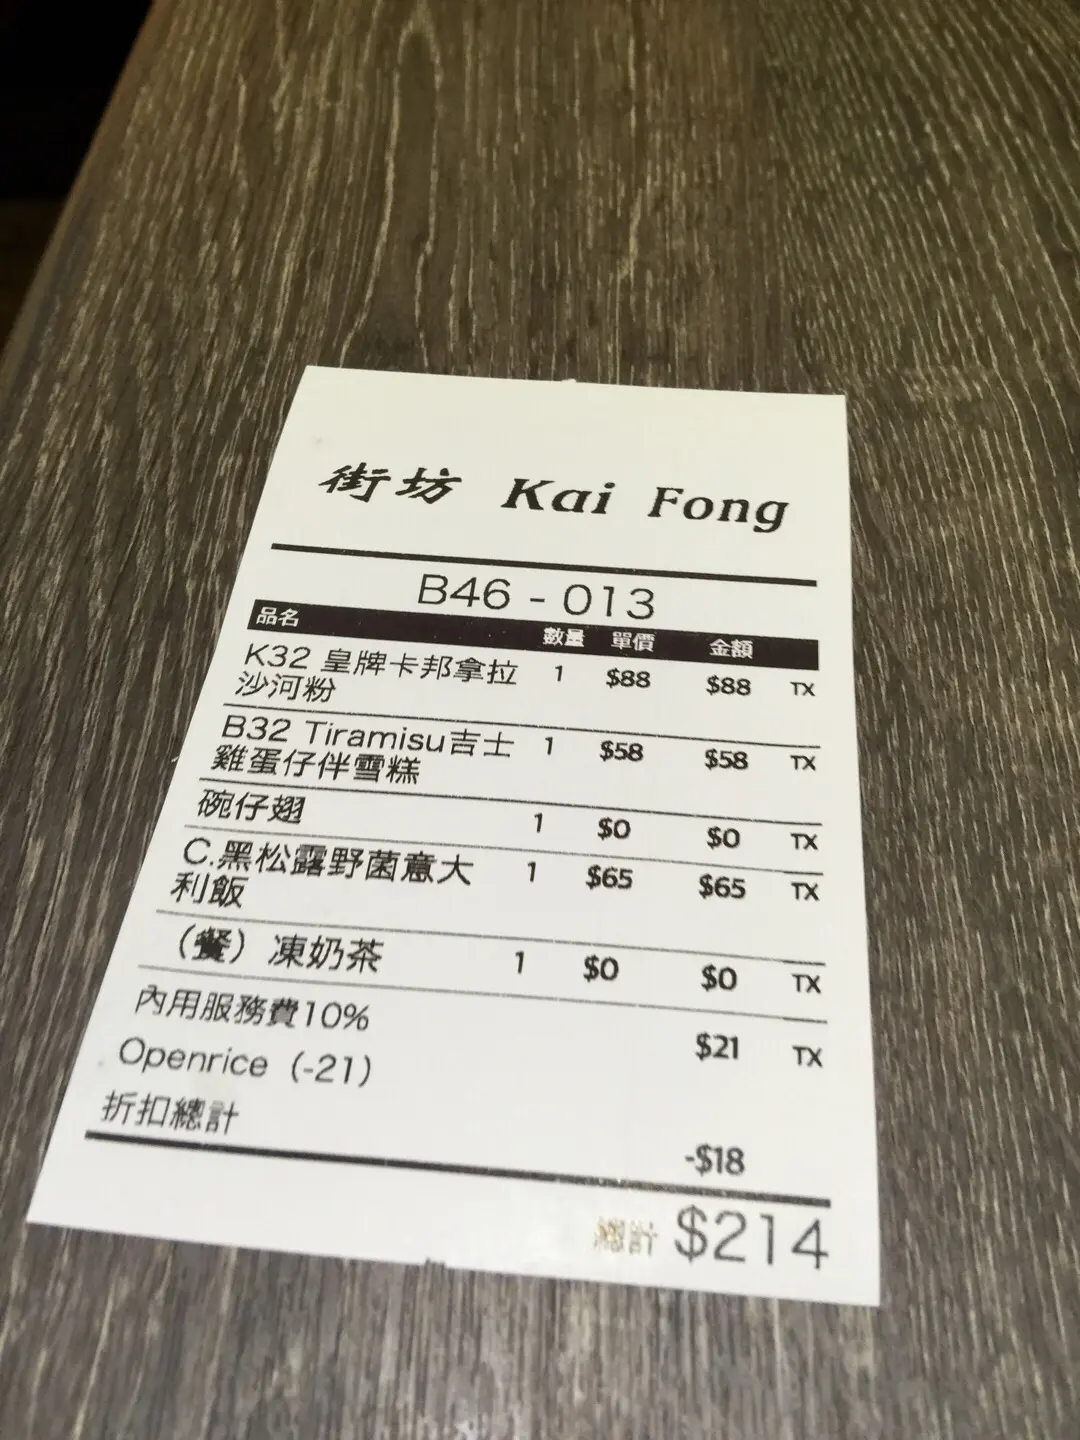 街坊 Kai Fong
B46 - 013
品名 數量 單價 金額
K32 皇牌卡邦拿拉 1 $88 $88 TX
沙河粉
B32 Tiramisu吉士 1 $58 $58 TX
雞蛋仔伴雪糕
碗仔翅 1 $0 $0 TX
C.黑松露野菌意大 1 $65 $65 TX
利飯
（餐）凍奶茶 1 $0 $0 TX
內用服務費10% $21 TX
Openrice（-21）
折扣總計 -$18
總計 $214